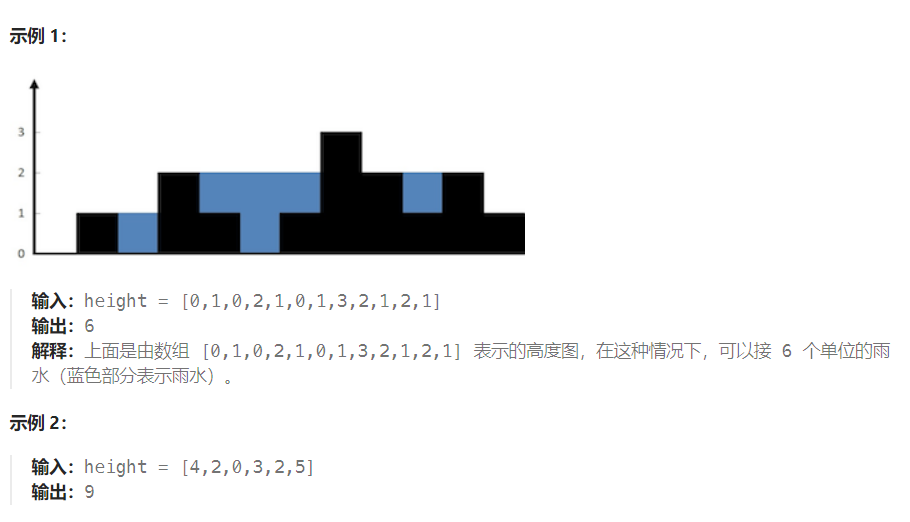 示例 1：
3
2
1
0
输入：height = [0,1,0,2,1,0,1,3,2,1,2,1]
输出：6
解释：上面是由数组 [0,1,0,2,1,0,1,3,2,1,2,1] 表示的高度图，在这种情况下，可以接 6 个单位的雨
水（蓝色部分表示雨水）。
示例 2：
输入：height = [4,2,0,3,2,5]
输出：9